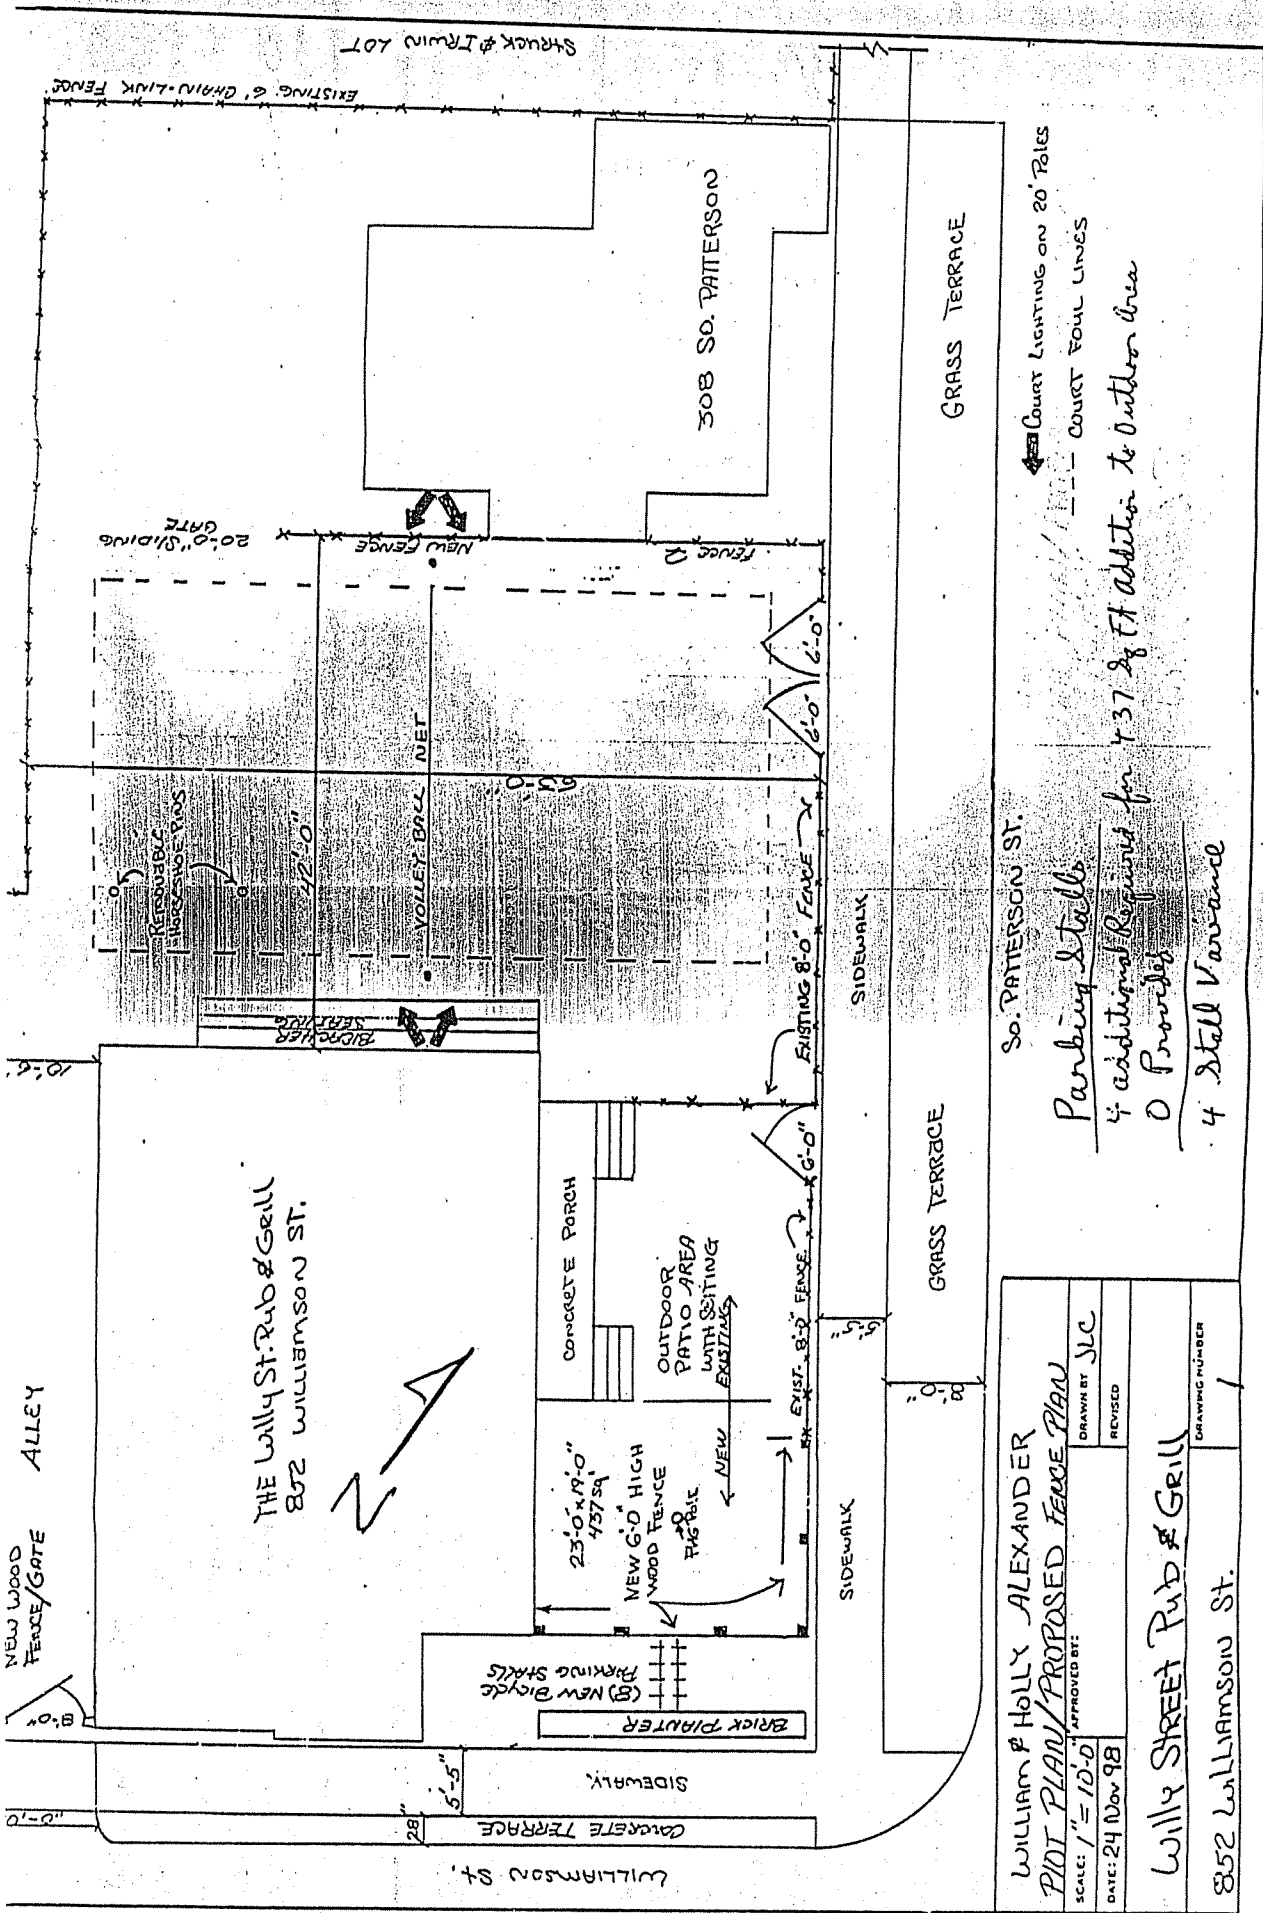 STRUCK & IRWIN LOT
EXISTING 6' CHAIN-LINK FENCE
308 SO. PATTERSON
GRASS TERRACE
20'-0" SLIDING
GATE
NEW FENCE
FENCE
REMOVABLE
HORSESHOE PINS
42'-0"
VOLLEY BALL NET
6'-0"
6'-0"
BLEACHER
SEATING
EXISTING 8'-0" FENCE
SIDEWALK
10'-6"
THE Willy ST. Pub & Grill
852 WILLIAMSON ST.
N
CONCRETE PORCH
OUTDOOR
PATIO AREA
WITH SEITING
EXISTING
NEW
6'-0"
EXIST. 8'-0" FENCE
GRASS TERRACE
5'-5"
8'-0"
NEW WOOD
FENCE/GATE
ALLEY
8'-0"
23'-0" x 19'-0"
437 sq'
NEW 6'-0 HIGH
WOOD FENCE
FlAG POLE
(8) NEW BICYCLE
PARKING STALLS
BRICK PLANTER
SIDEWALK
SIDEWALK
5'-5"
28"
CONCRETE TERRACE
WILLIAMSON ST.
So. PATTERSON ST.
COURT LIGHTING ON 20' POLES
--- COURT FOUL LINES
Parking Stalls
4 additional Required for 437 Sq Ft addition to Outdoor Area
0 Provided
4 Stall Variance
WILLIAM & HOLLY ALEXANDER
PlOT PLAN/PROPOSED FENCE PLAN
SCALE: 1" = 10'-0"
APPROVED BY:
DRAWN BY JLC
DATE: 24 Nov 98
REVISED
Willy STREET Pub & Grill
852 WilliAMSON St.
DRAWING NUMBER
1